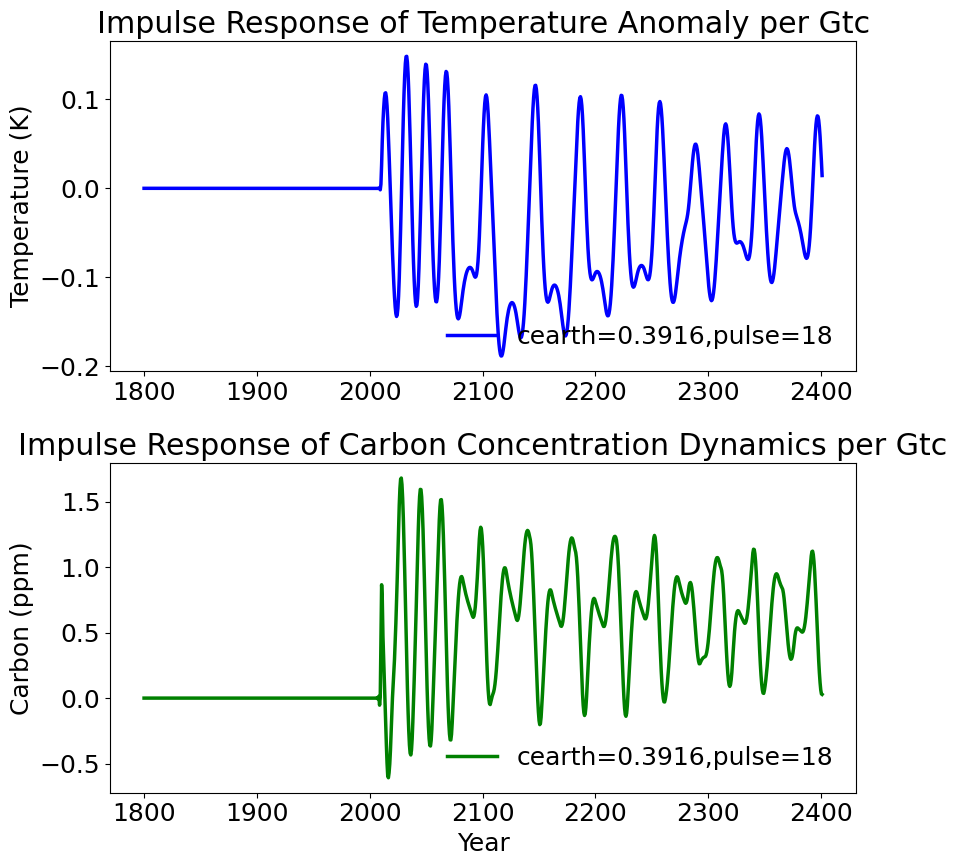 Impulse Response of Temperature Anomaly per Gtc
Temperature (K)
0.1
0.0
−0.1
−0.2
cearth=0.3916,pulse=18
1800 1900 2000 2100 2200 2300 2400
Impulse Response of Carbon Concentration Dynamics per Gtc
Carbon (ppm)
1.5
1.0
0.5
0.0
−0.5
cearth=0.3916,pulse=18
1800 1900 2000 2100 2200 2300 2400
Year